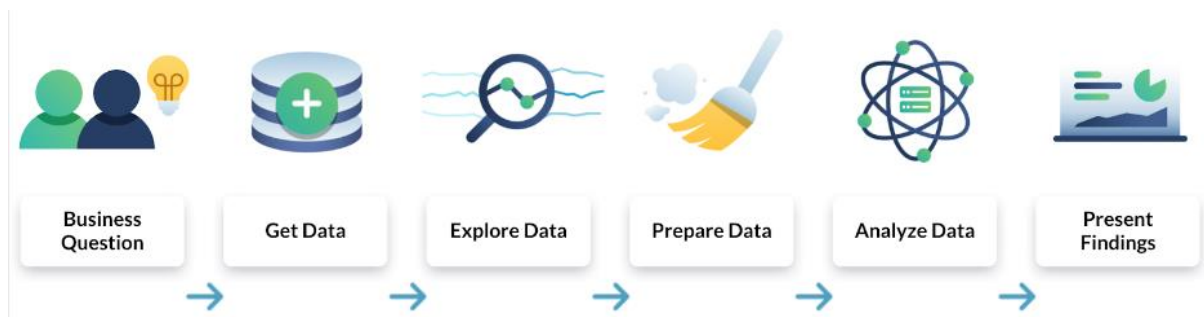 Business
Question
Get Data
Explore Data
Prepare Data
Analyze Data
Present
Findings